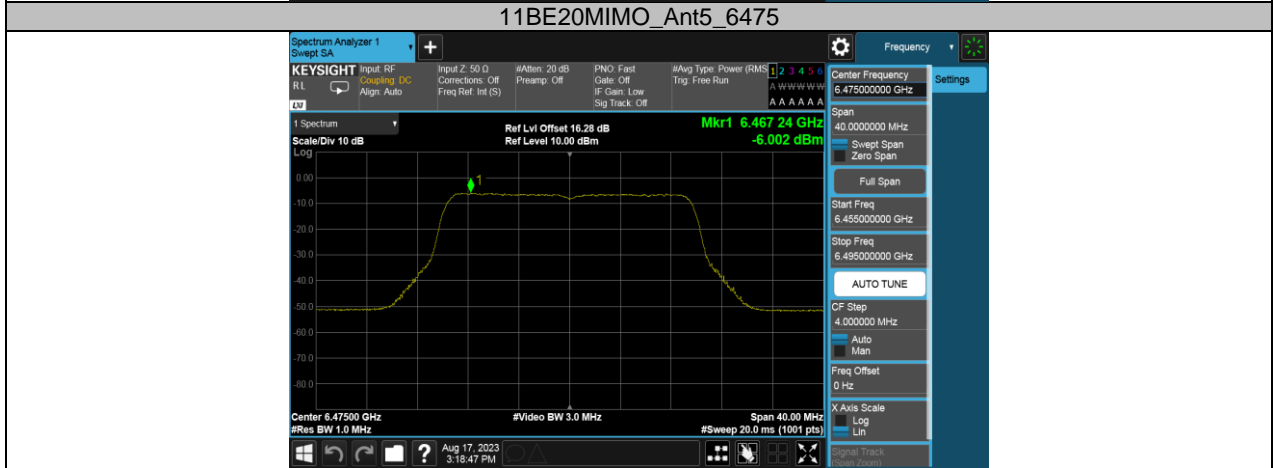 11BE20MIMO_Ant5_6475
Spectrum Analyzer 1
Swept SA
+
Frequency
KEYSIGHT
RL
LXI
Input: RF
Coupling: DC
Align: Auto
Input Z: 50 Ω
Corrections: Off
Freq Ref: Int (S)
#Atten: 20 dB
Preamp: Off
PNO: Fast
Gate: Off
IF Gain: Low
Sig Track: Off
#Avg Type: Power (RMS
Trig: Free Run
1 2 3 4 5 6
A W W W W W
A A A A A A
1 Spectrum
Scale/Div 10 dB
Log
Ref Lvl Offset 16.28 dB
Ref Level 10.00 dBm
Mkr1 6.467 24 GHz
-6.002 dBm
1
0.00
-10.0
-20.0
-30.0
-40.0
-50.0
-60.0
-70.0
-80.0
Center 6.47500 GHz
#Res BW 1.0 MHz
#Video BW 3.0 MHz
Span 40.00 MHz
#Sweep 20.0 ms (1001 pts)
Center Frequency
6.475000000 GHz
Settings
Span
40.0000000 MHz
Swept Span
Zero Span
Full Span
Start Freq
6.455000000 GHz
Stop Freq
6.495000000 GHz
AUTO TUNE
CF Step
4.000000 MHz
Auto
Man
Freq Offset
0 Hz
X Axis Scale
Log
Lin
Signal Track
(Span Zoom)
?
Aug 17, 2023
3:18:47 PM